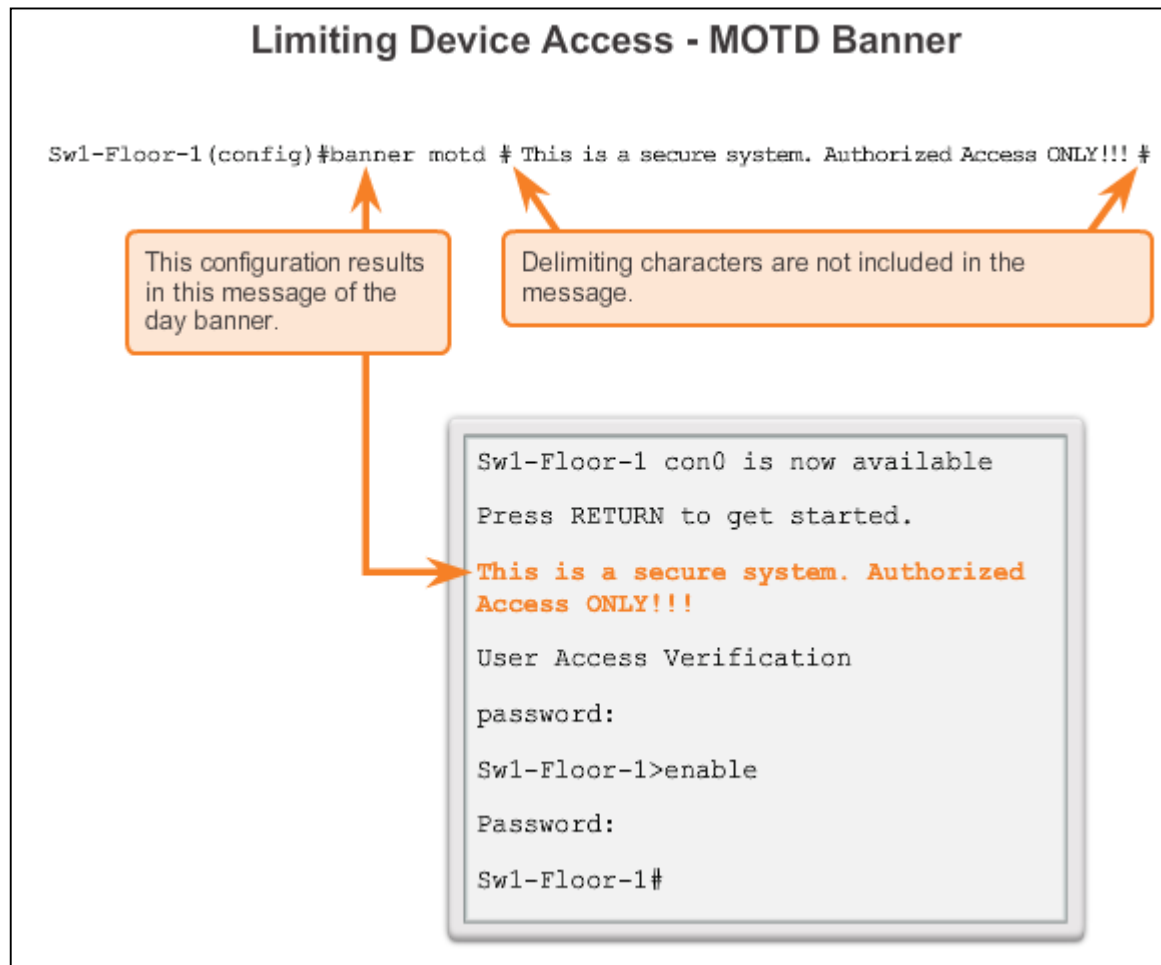 Limiting Device Access - MOTD Banner
Sw1-Floor-1(config)#banner motd # This is a secure system. Authorized Access ONLY!!! #
This configuration results
in this message of the
day banner.
Delimiting characters are not included in the
message.
Sw1-Floor-1 con0 is now available
Press RETURN to get started.
This is a secure system. Authorized
Access ONLY!!!
User Access Verification
password:
Sw1-Floor-1>enable
Password:
Sw1-Floor-1#